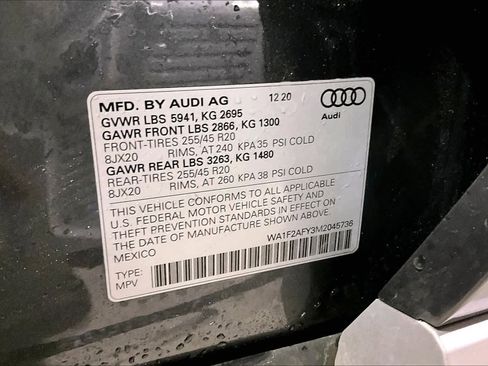 MFD. BY AUDI AG 12 20
GVWR LBS 5941, KG 2695
GAWR FRONT LBS 2866, KG 1300
FRONT-TIRES 255/45 R20
8JX20 RIMS, AT 240 KPA 35 PSI COLD
GAWR REAR LBS 3263, KG 1480
REAR-TIRES 255/45 R20
8JX20 RIMS, AT 260 KPA 38 PSI COLD
Audi
THIS VEHICLE CONFORMS TO ALL APPLICABLE
U.S. FEDERAL MOTOR VEHICLE SAFETY AND
THEFT PREVENTION STANDARDS IN EFFECT ON
THE DATE OF MANUFACTURE SHOWN ABOVE.
MEXICO
WA1F2AFY3M2045736
TYPE:
MPV